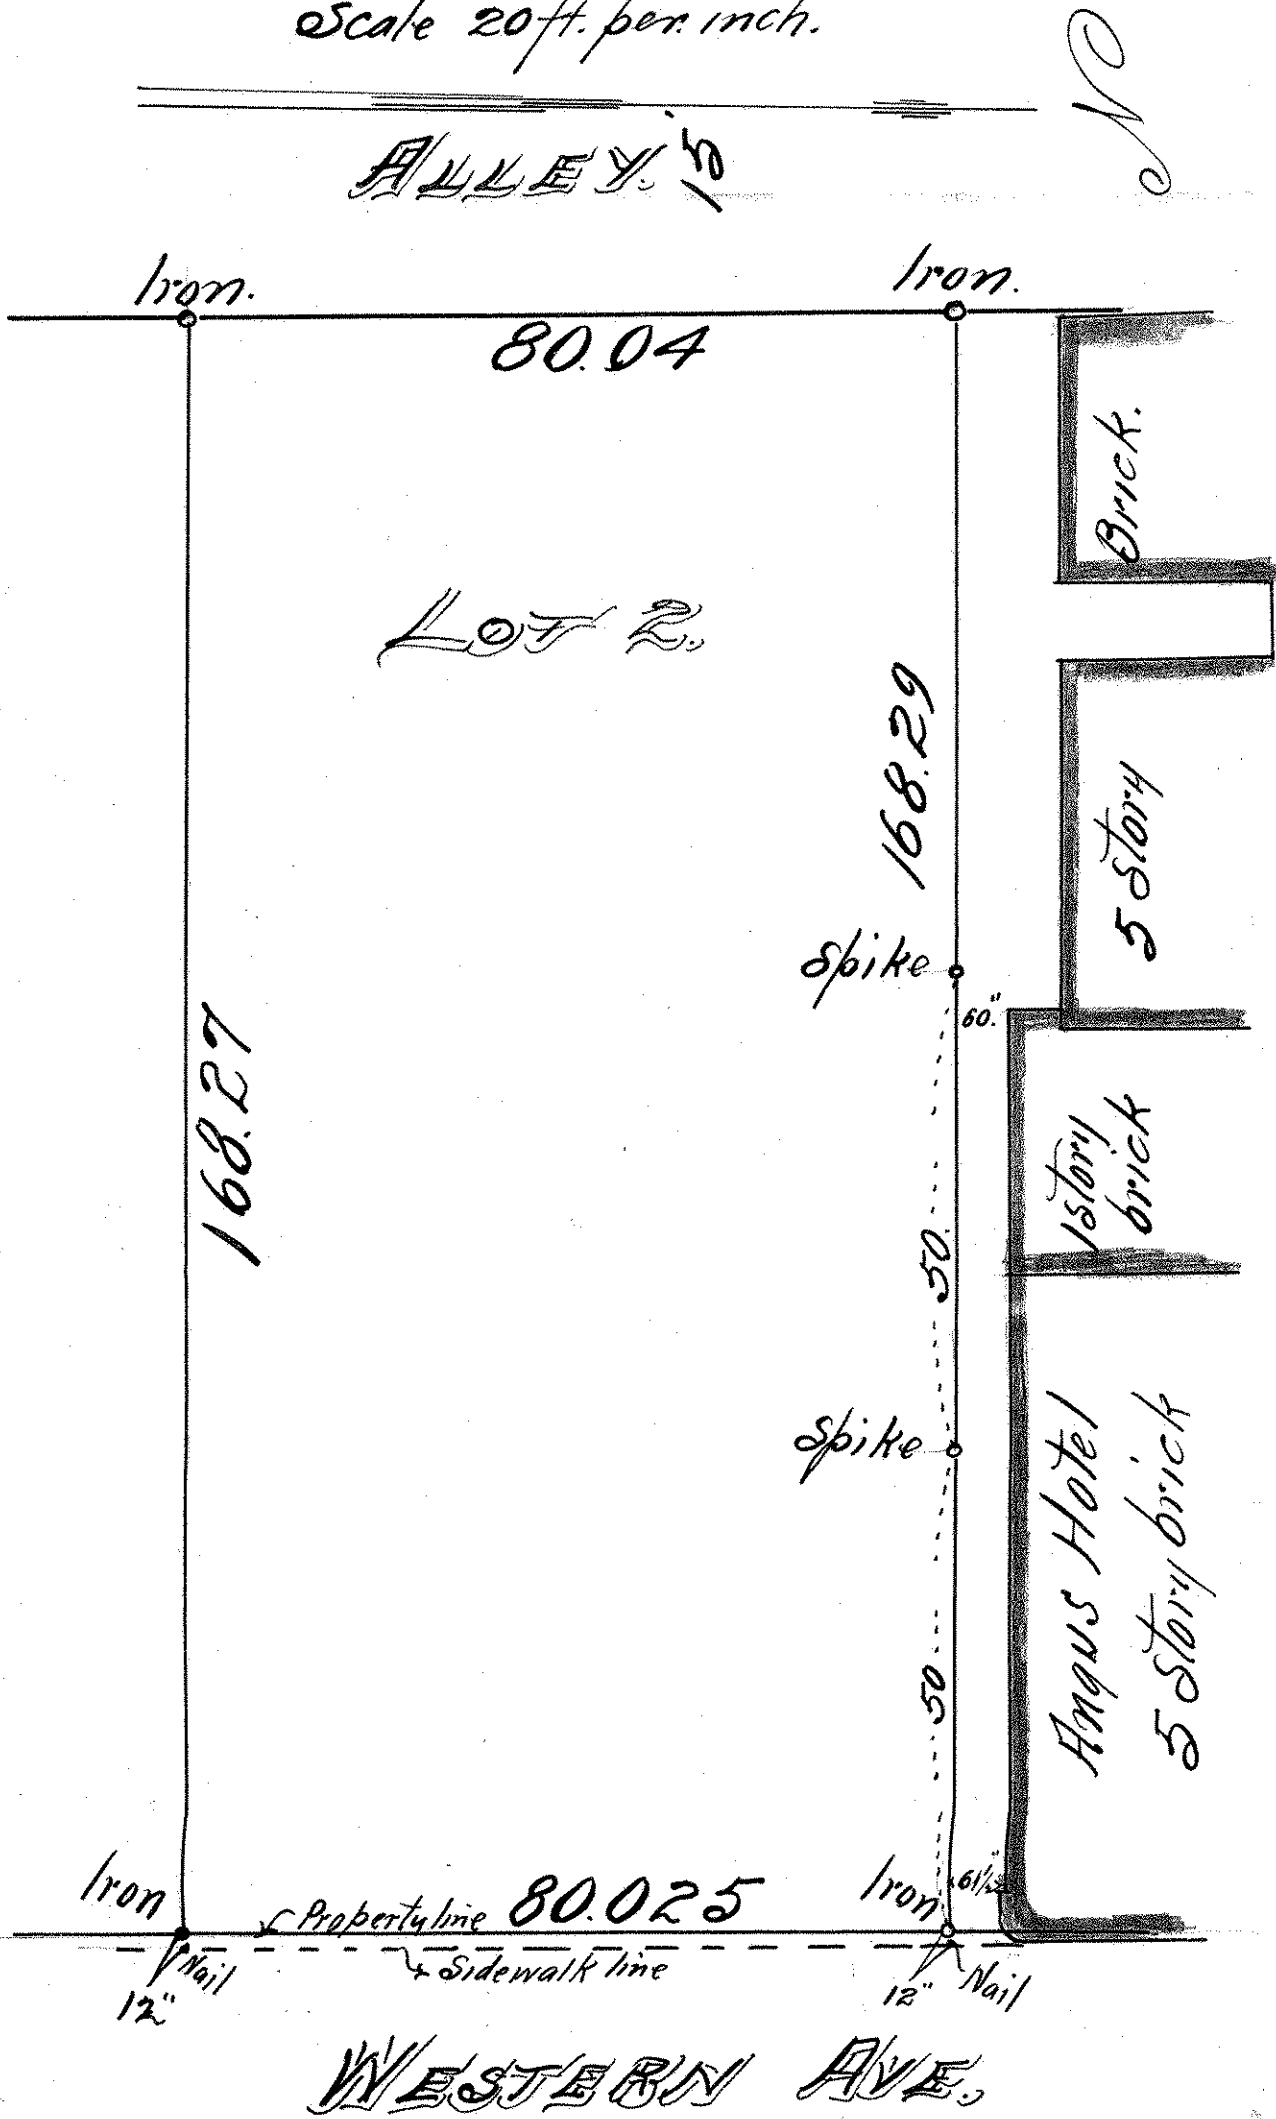 Scale 20 ft. per. inch.
N
ALLEY. 15'
Iron.
Iron.
80.04
Brick.
LOT 2.
168.29
5 Story
Spike
60."
168.27
1 Story
brick
50.
Spike
Angus Hotel
5 Story brick
50
Iron
Property line
80.025
Iron
61 1/2"
Nail
Sidewalk line
12"
12"
Nail
WESTERN AVE.